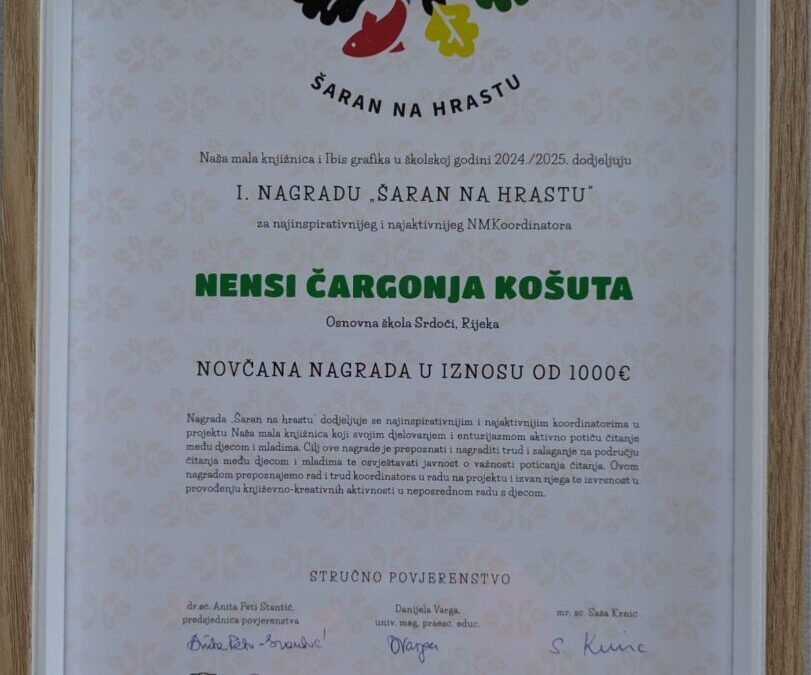 ŠARAN NA HRASTU
Naša mala knjižnica i Ibis grafika u školskoj godini 2024./2025. dodjeljuju
I. NAGRADU „ŠARAN NA HRASTU“
za najinspirativnijeg i najaktivnijeg NMKoordinatora
NENSI ČARGONJA KOŠUTA
Osnovna škola Srdoči, Rijeka
NOVČANA NAGRADA U IZNOSU OD 1000€
Nagrada „Šaran na hrastu“ dodjeljuje se najinspirativnijim i najaktivnijim koordinatorima u
projektu Naša mala knjižnica koji svojim djelovanjem i entuzijazmom aktivno potiču čitanje
među djecom i mladima. Cilj ove nagrade je prepoznati i nagraditi trud i zalaganje na području
čitanja među djecom i mladima te osvještavati javnost o važnosti poticanja čitanja. Ovom
nagradom prepoznajemo rad i trud koordinatora u radu na projektu i izvan njega te izvrsnost u
provođenju književno-kreativnih aktivnosti u neposrednom radu s djecom.
STRUČNO POVJERENSTVO
dr.sc. Anita Peti Stantić,
predsjednica povjerenstva
Danijela Varga,
univ. mag. praesc. educ.
mr. sc. Saša Krnic